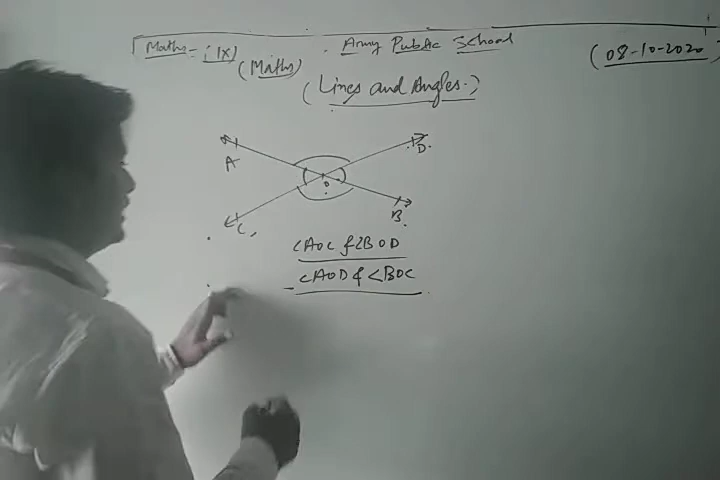 Maths - IX Army Public School (08-10-2020)
(Maths)
(Lines and Angles.)
A D.
O
C, B.
∠AOC & ∠BOD
- ∠AOD & ∠BOC